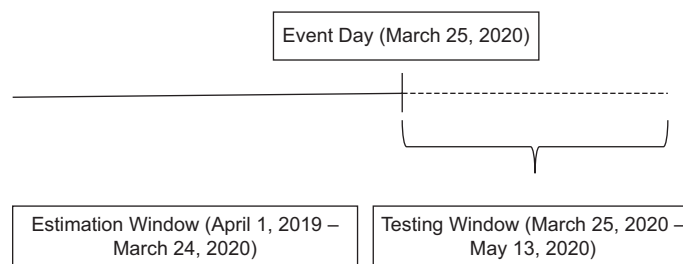 Event Day (March 25, 2020)
Estimation Window (April 1, 2019 –
March 24, 2020)
Testing Window (March 25, 2020 –
May 13, 2020)